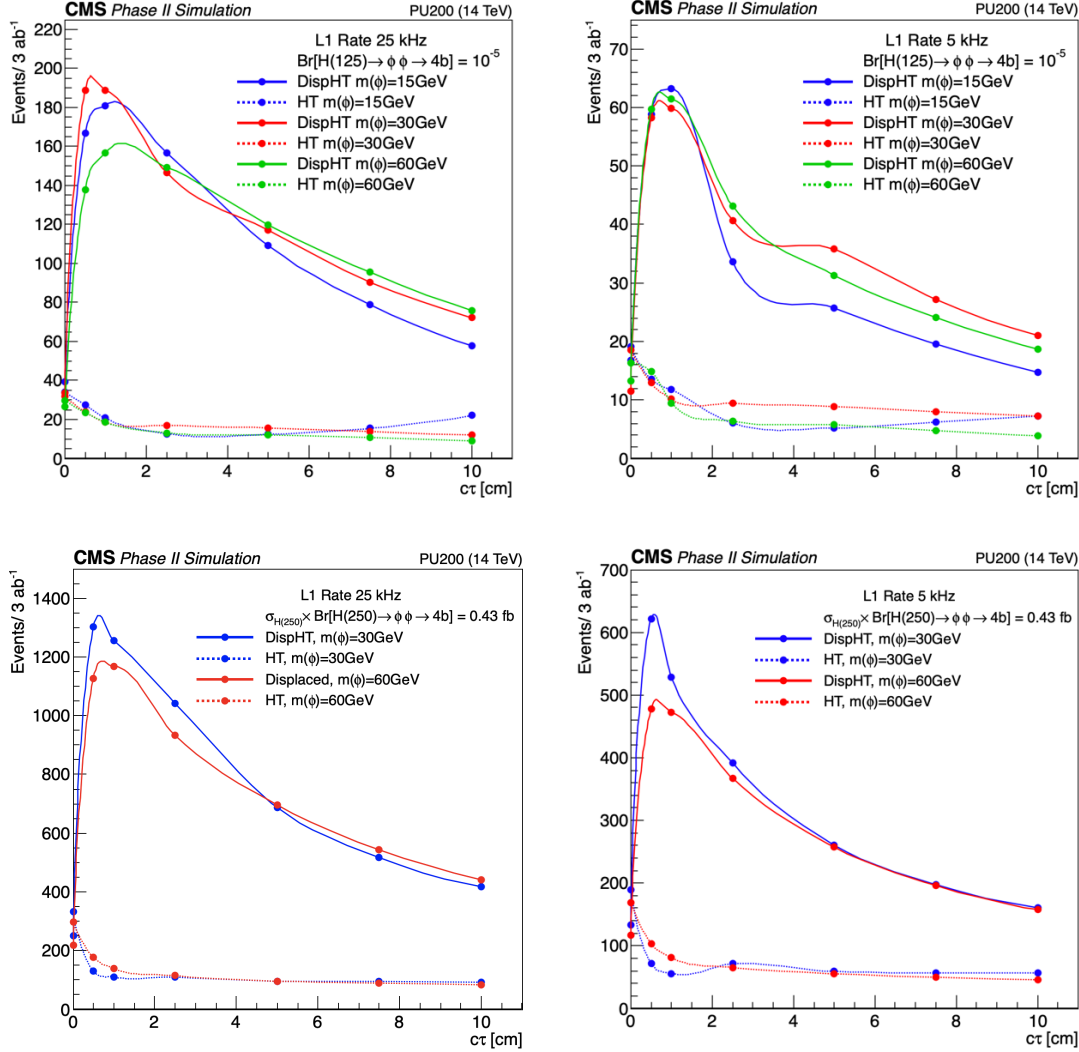 CMS Phase II Simulation PU200 (14 TeV)
Events/ 3 ab⁻¹
220
200
180
160
140
120
100
80
60
40
20
0
L1 Rate 25 kHz
Br[H(125)→ϕ ϕ→4b] = 10⁻⁵
DispHT m(ϕ)=15GeV
HT m(ϕ)=15GeV
DispHT m(ϕ)=30GeV
HT m(ϕ)=30GeV
DispHT m(ϕ)=60GeV
HT m(ϕ)=60GeV
0 2 4 6 8 10
cτ [cm]
CMS Phase II Simulation PU200 (14 TeV)
Events/ 3 ab⁻¹
70
60
50
40
30
20
10
0
L1 Rate 5 kHz
Br[H(125)→ϕ ϕ→4b] = 10⁻⁵
DispHT m(ϕ)=15GeV
HT m(ϕ)=15GeV
DispHT m(ϕ)=30GeV
HT m(ϕ)=30GeV
DispHT m(ϕ)=60GeV
HT m(ϕ)=60GeV
0 2 4 6 8 10
cτ [cm]
CMS Phase II Simulation PU200 (14 TeV)
Events/ 3 ab⁻¹
1400
1200
1000
800
600
400
200
0
L1 Rate 25 kHz
σH(250)× Br[H(250)→ϕ ϕ→4b] = 0.43 fb
DispHT, m(ϕ)=30GeV
HT, m(ϕ)=30GeV
Displaced, m(ϕ)=60GeV
HT, m(ϕ)=60GeV
0 2 4 6 8 10
cτ [cm]
CMS Phase II Simulation PU200 (14 TeV)
Events/ 3 ab⁻¹
700
600
500
400
300
200
100
0
L1 Rate 5 kHz
σH(250)× Br[H(250)→ϕ ϕ→4b] = 0.43 fb
DispHT, m(ϕ)=30GeV
HT, m(ϕ)=30GeV
DispHT, m(ϕ)=60GeV
HT, m(ϕ)=60GeV
0 2 4 6 8 10
cτ [cm]